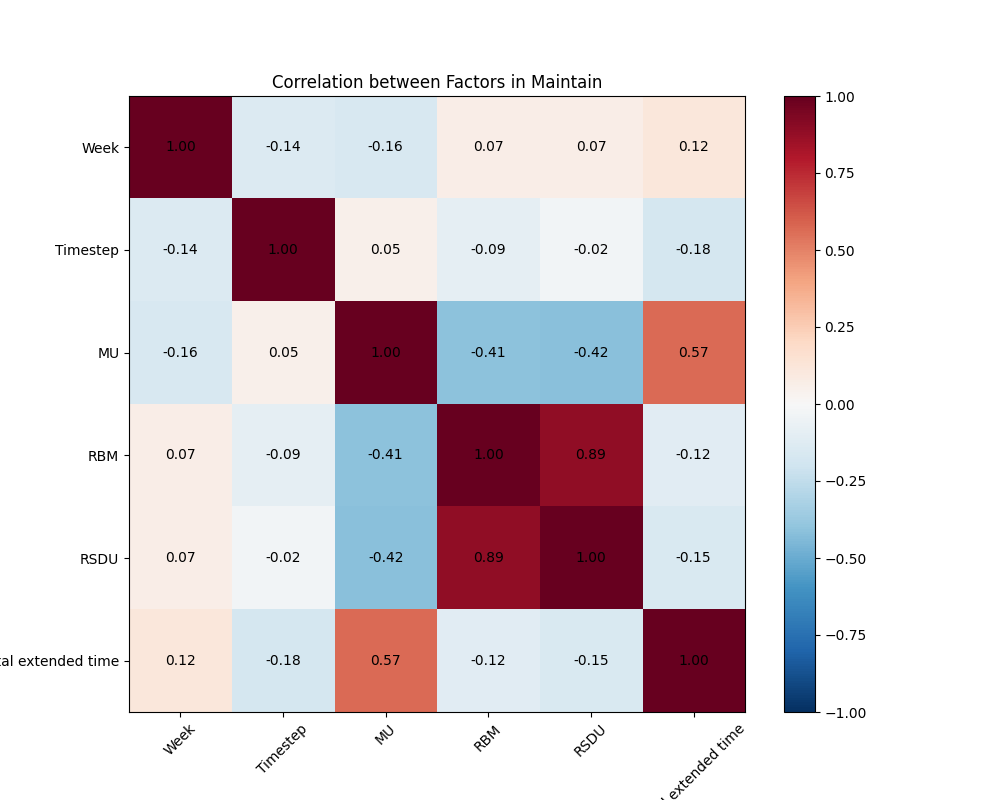 Correlation between Factors in Maintain
Week 1.00 -0.14 -0.16 0.07 0.07 0.12
Timestep -0.14 1.00 0.05 -0.09 -0.02 -0.18
MU -0.16 0.05 1.00 -0.41 -0.42 0.57
RBM 0.07 -0.09 -0.41 1.00 0.89 -0.12
RSDU 0.07 -0.02 -0.42 0.89 1.00 -0.15
extended time 0.12 -0.18 0.57 -0.12 -0.15 1.00
Week Timestep MU RBM RSDU extended time
1.00
0.75
0.50
0.25
0.00
−0.25
−0.50
−0.75
−1.00